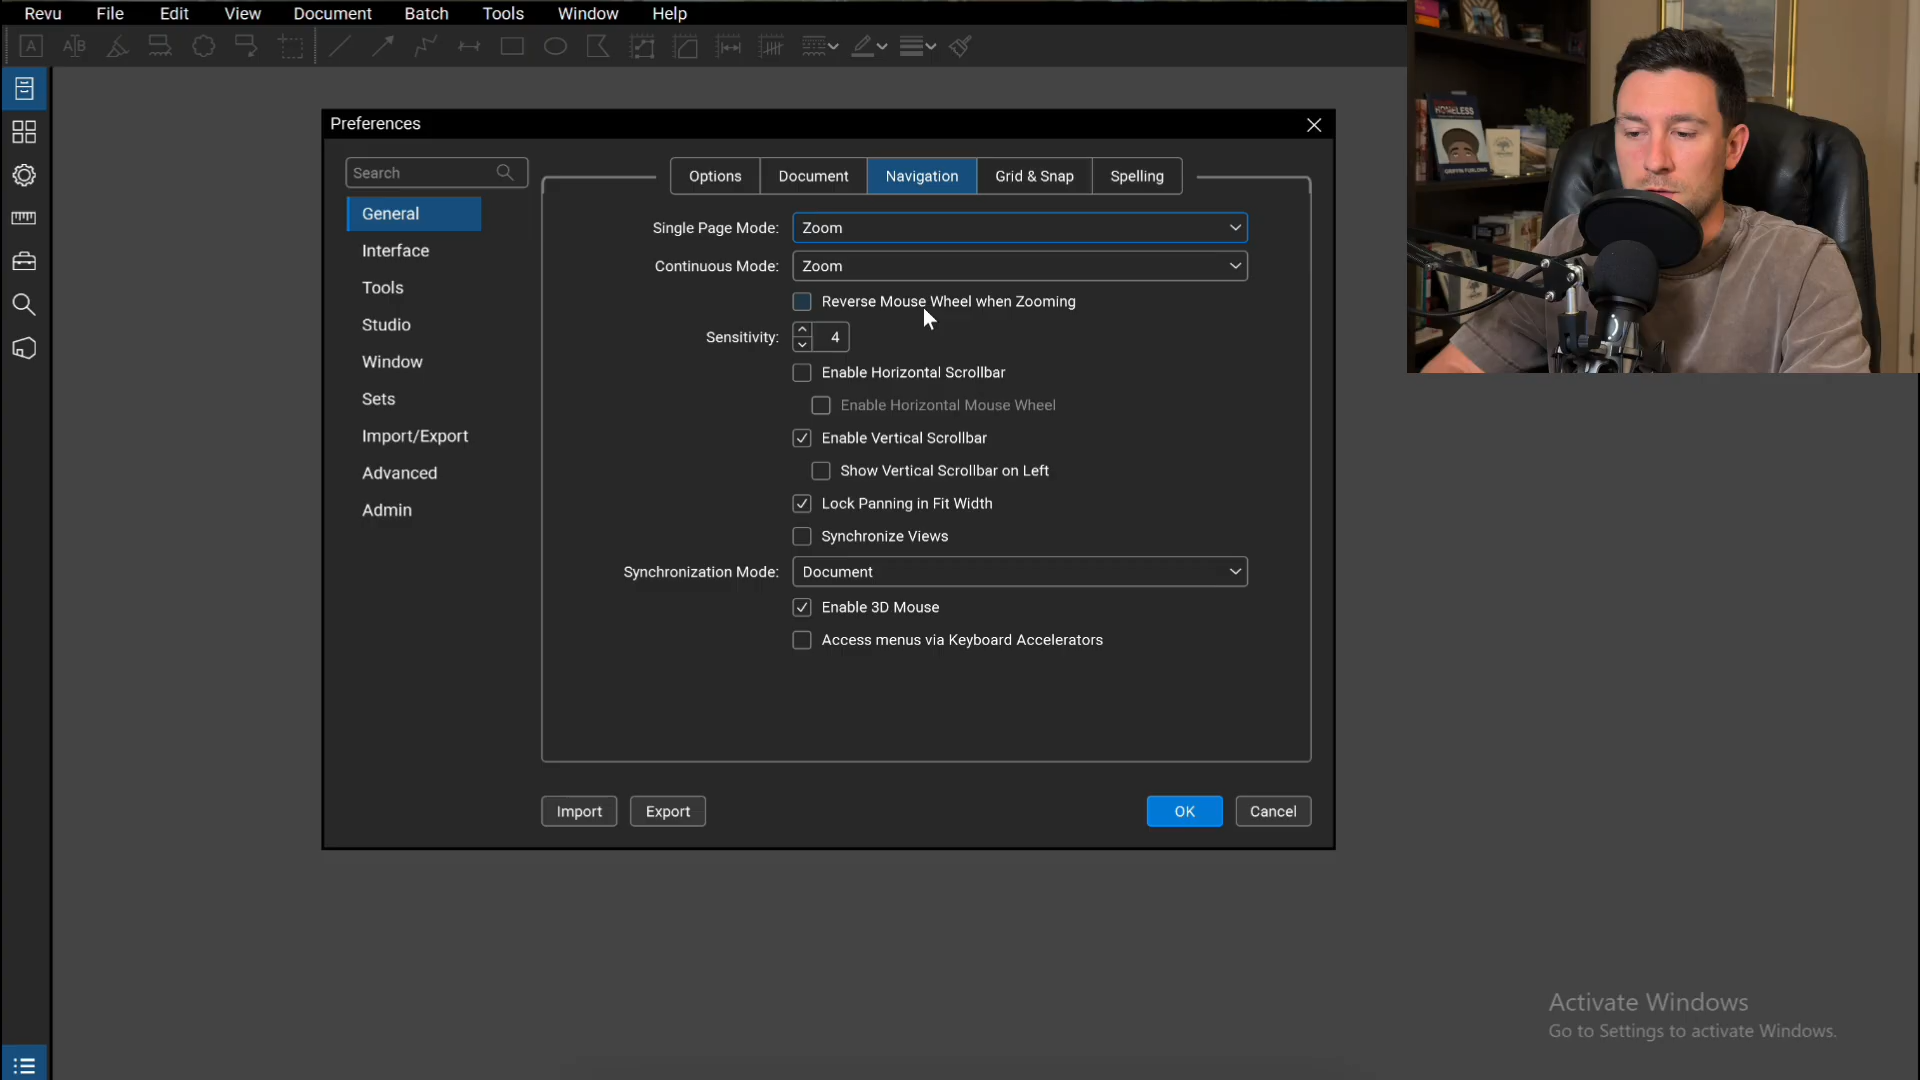 Revu File Edit View Document Batch Tools Window Help
Preferences
Search
Options Document Navigation Grid & Snap Spelling
General
Interface
Tools
Studio
Window
Sets
Import/Export
Advanced
Admin
Single Page Mode: Zoom
Continuous Mode: Zoom
Reverse Mouse Wheel when Zooming
Sensitivity: 4
Enable Horizontal Scrollbar
Enable Horizontal Mouse Wheel
Enable Vertical Scrollbar
Show Vertical Scrollbar on Left
Lock Panning in Fit Width
Synchronize Views
Synchronization Mode: Document
Enable 3D Mouse
Access menus via Keyboard Accelerators
Import Export OK Cancel
HOMELESS
Activate Windows
Go to Settings to activate Windows.